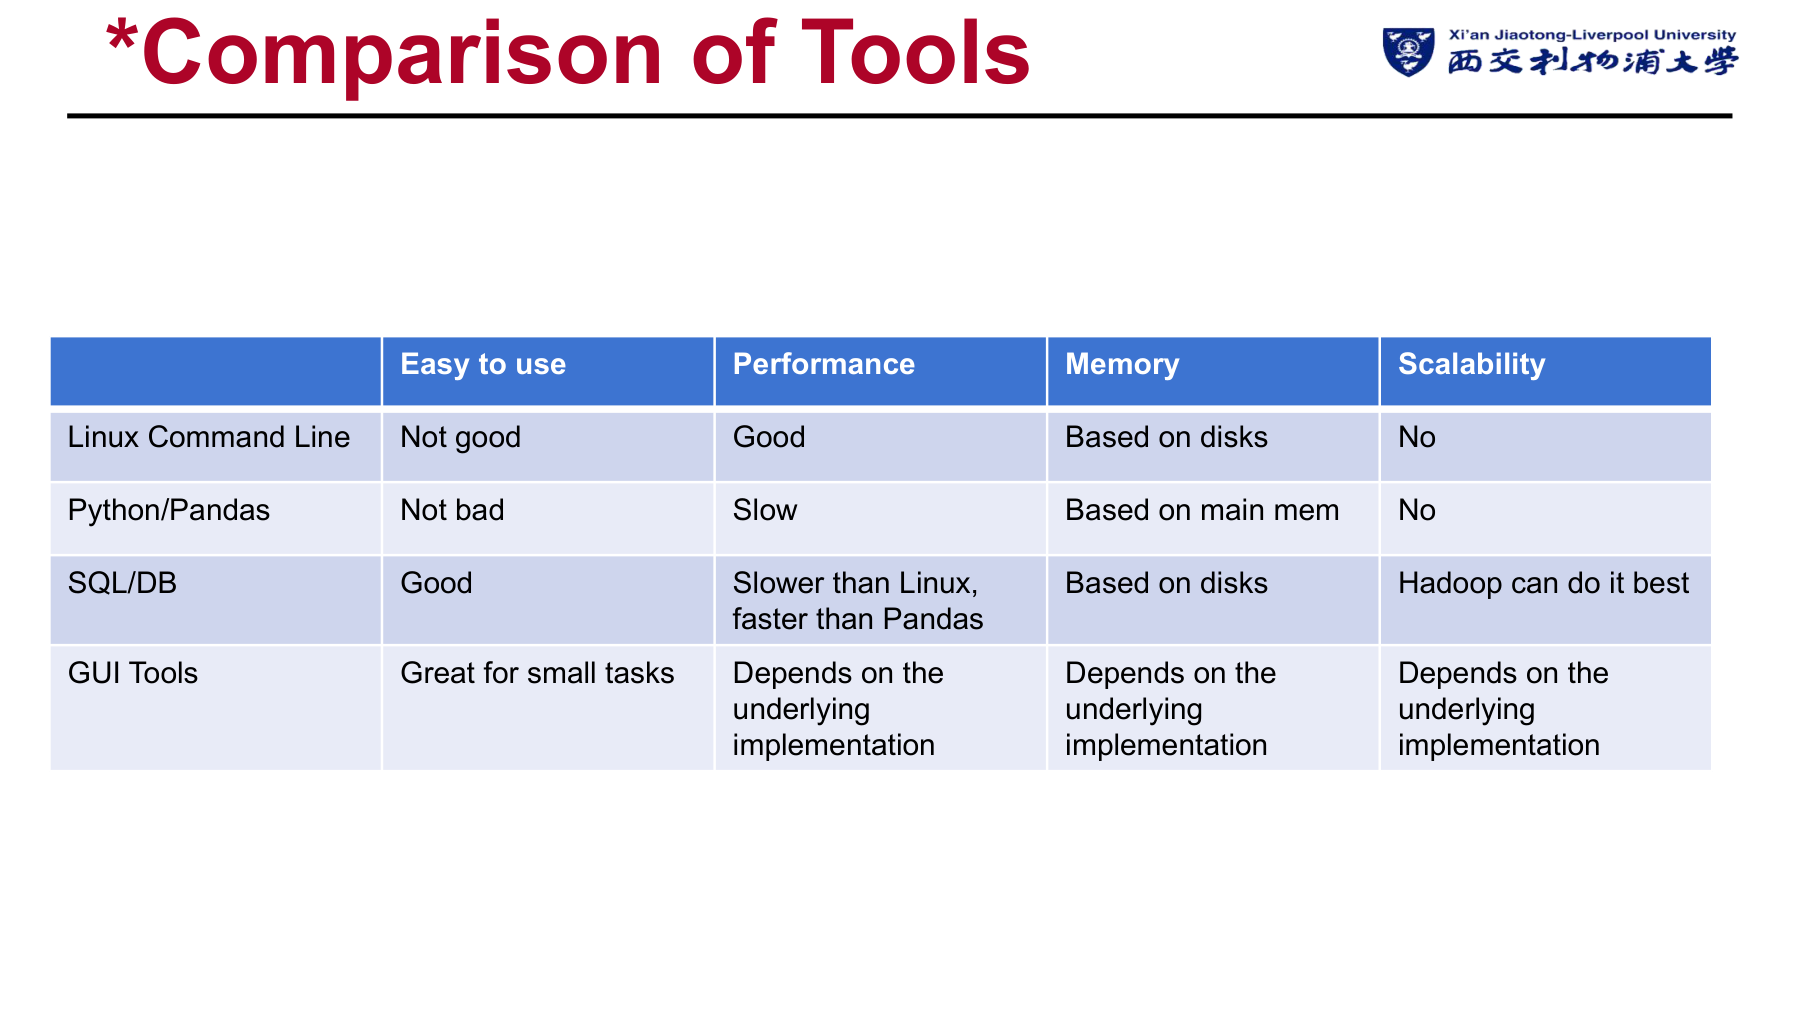 *Comparison of Tools
Xi'an Jiaotong-Liverpool University
西交利物浦大學
Easy to use
Performance
Memory
Scalability
Linux Command Line
Not good
Good
Based on disks
No
Python/Pandas
Not bad
Slow
Based on main mem
No
SQL/DB
Good
Slower than Linux,
faster than Pandas
Based on disks
Hadoop can do it best
GUI Tools
Great for small tasks
Depends on the
underlying
implementation
Depends on the
underlying
implementation
Depends on the
underlying
implementation